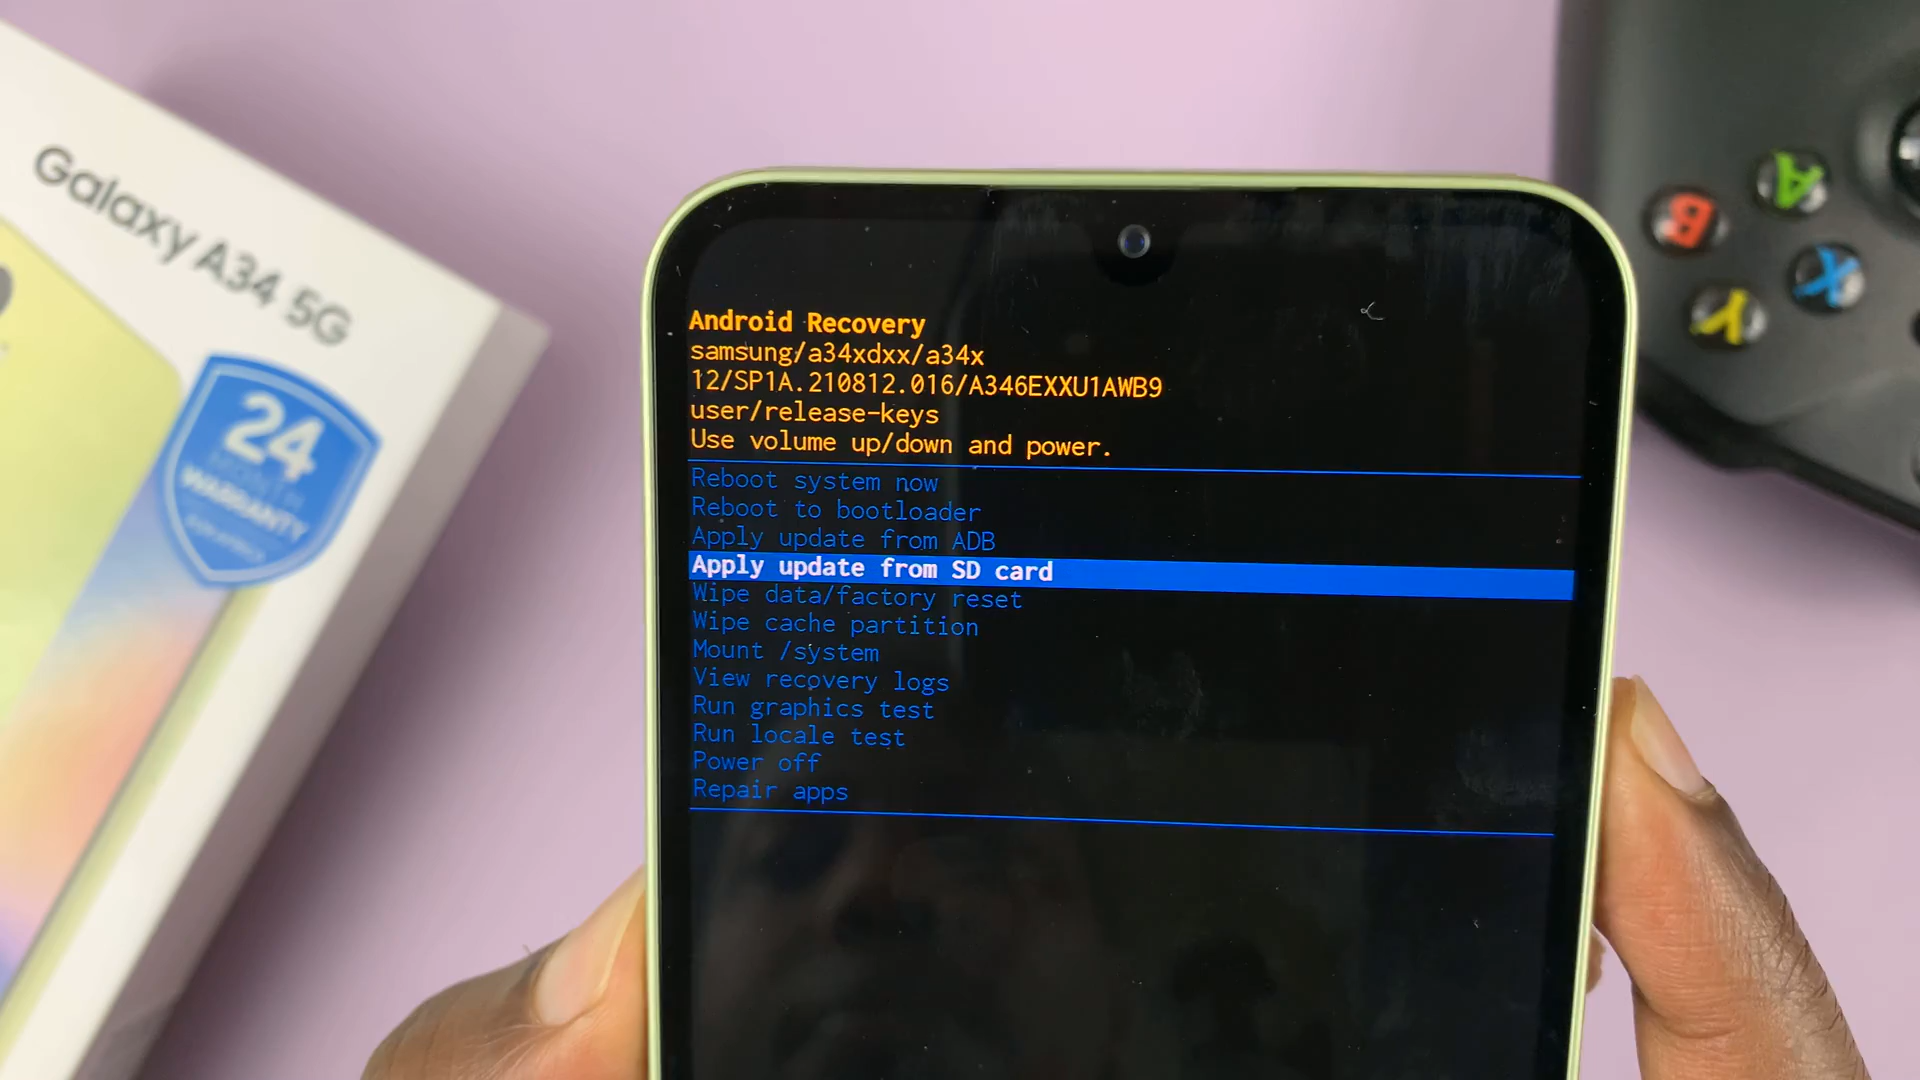 Galaxy A34 5G
24
MONTH
WARRANTY
Android Recovery
samsung/a34xdxx/a34x
12/SP1A.210812.016/A346EXXU1AWB9
user/release-keys
Use volume up/down and power.
Reboot system now
Reboot to bootloader
Apply update from ADB
Apply update from SD card
Wipe data/factory reset
Wipe cache partition
Mount /system
View recovery logs
Run graphics test
Run locale test
Power off
Repair apps
A
B
X
Y